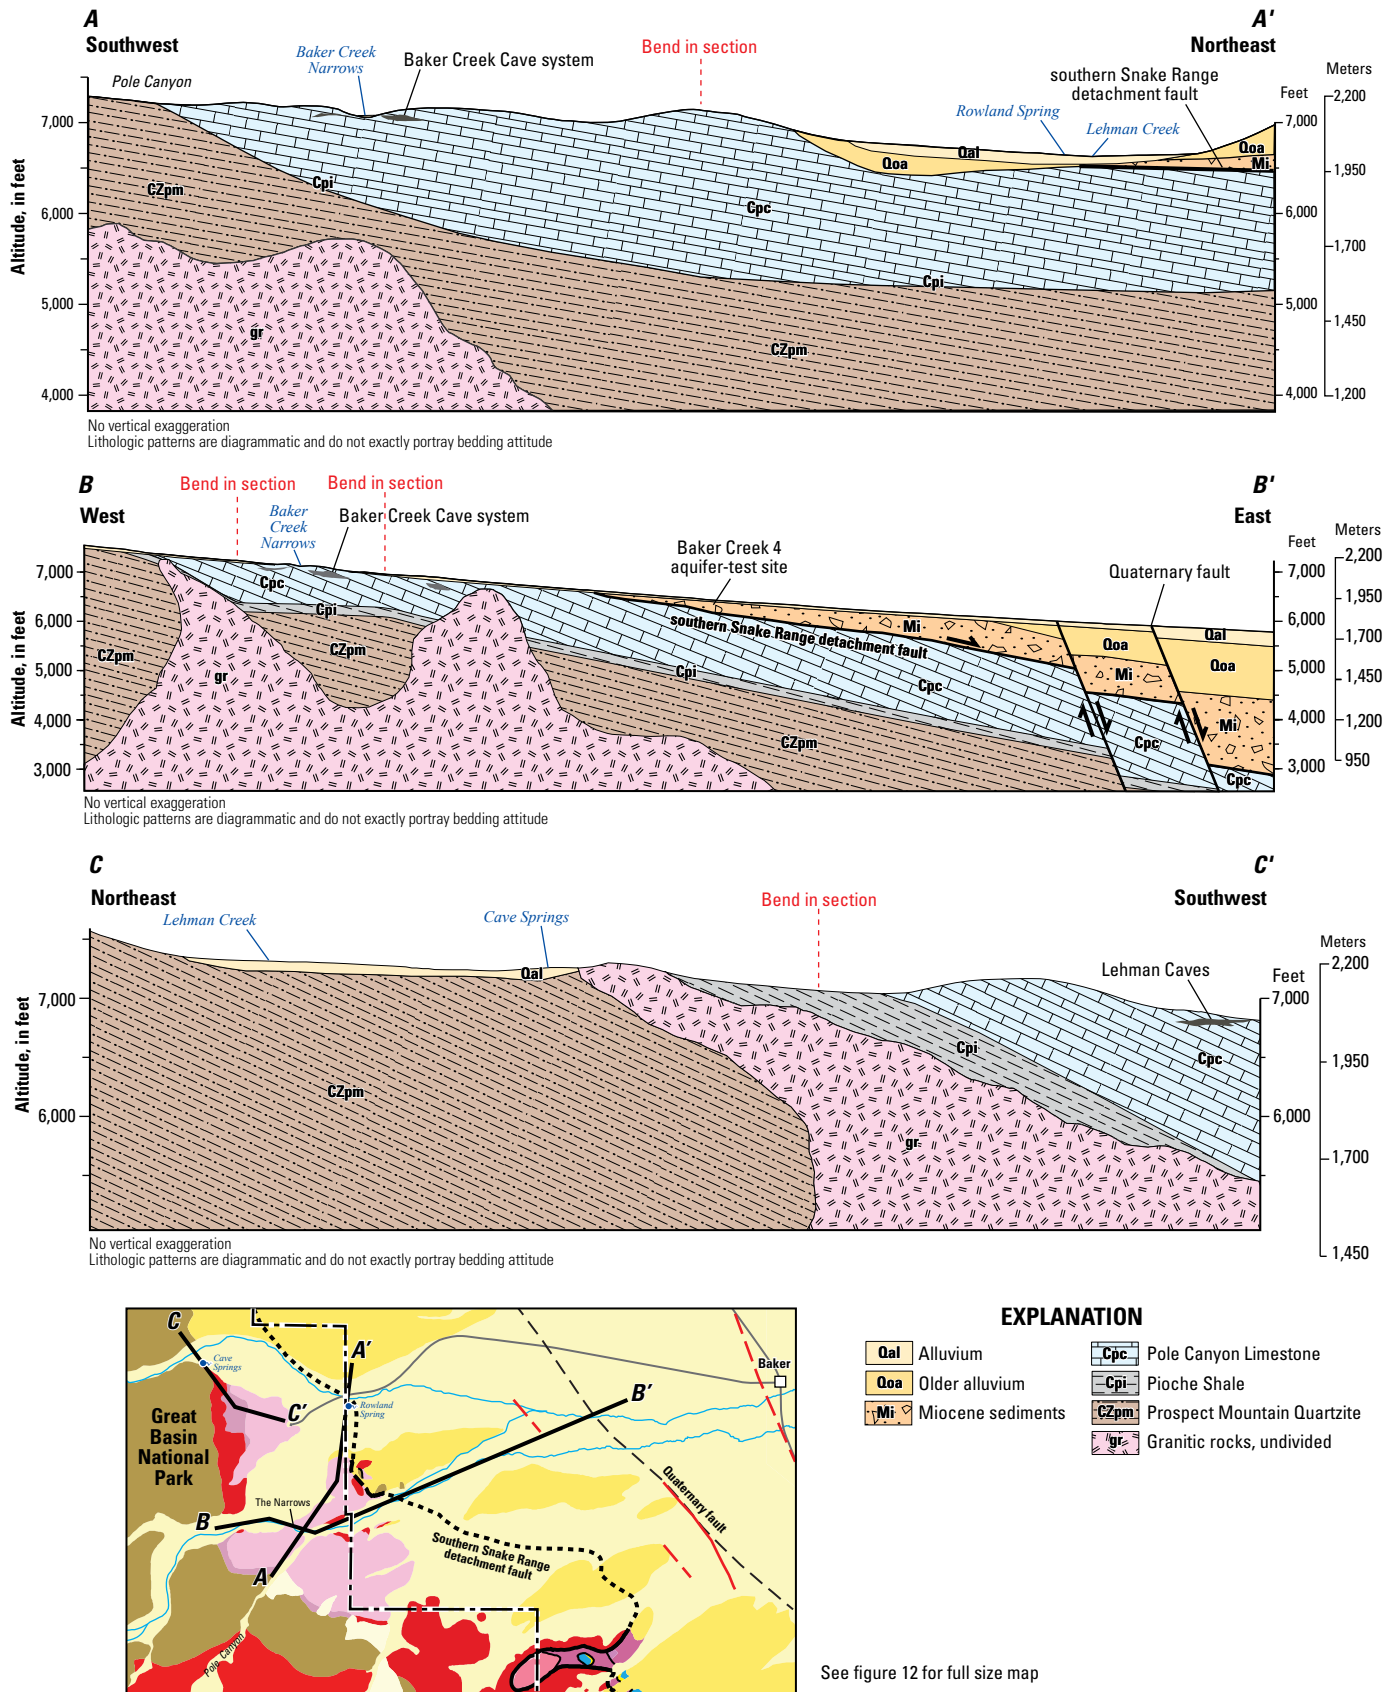 A
Southwest
A'
Northeast
Baker Creek
Narrows
Baker Creek Cave system
Bend in section
southern Snake Range
detachment fault
Pole Canyon
Rowland Spring
Lehman Creek
Feet
Meters
Altitude, in feet
7,000
6,000
5,000
4,000
7,000
6,000
5,000
4,000
2,200
1,950
1,700
1,450
1,200
CZpm
Cpi
Cpc
Qoa
Qal
Qoa
Mi
Cpi
gr
CZpm
No vertical exaggeration
Lithologic patterns are diagrammatic and do not exactly portray bedding attitude
B
West
B'
East
Bend in section
Bend in section
Baker
Creek
Narrows
Baker Creek Cave system
Baker Creek 4
aquifer-test site
Quaternary fault
Feet
Meters
Altitude, in feet
7,000
6,000
5,000
4,000
3,000
7,000
6,000
5,000
4,000
3,000
2,200
1,950
1,700
1,450
1,200
950
CZpm
gr
Cpc
Cpi
CZpm
southern Snake Range detachment fault
Mi
Cpi
Cpc
CZpm
Qoa
Mi
Cpc
Qal
Qoa
Mi
Cpc
No vertical exaggeration
Lithologic patterns are diagrammatic and do not exactly portray bedding attitude
C
Northeast
C'
Southwest
Lehman Creek
Cave Springs
Bend in section
Lehman Caves
Feet
Meters
Altitude, in feet
7,000
6,000
7,000
6,000
2,200
1,950
1,700
1,450
Qal
CZpm
Cpi
gr
Cpc
No vertical exaggeration
Lithologic patterns are diagrammatic and do not exactly portray bedding attitude
C
Cave
Springs
A'
Baker
Rowland
Spring
B'
C'
Great
Basin
National
Park
The Narrows
B
A
Quaternary fault
Southern Snake Range
detachment fault
Pole Canyon
EXPLANATION
Qal Alluvium
Qoa Older alluvium
Mi Miocene sediments
Cpc Pole Canyon Limestone
Cpi Pioche Shale
CZpm Prospect Mountain Quartzite
gr Granitic rocks, undivided
See figure 12 for full size map